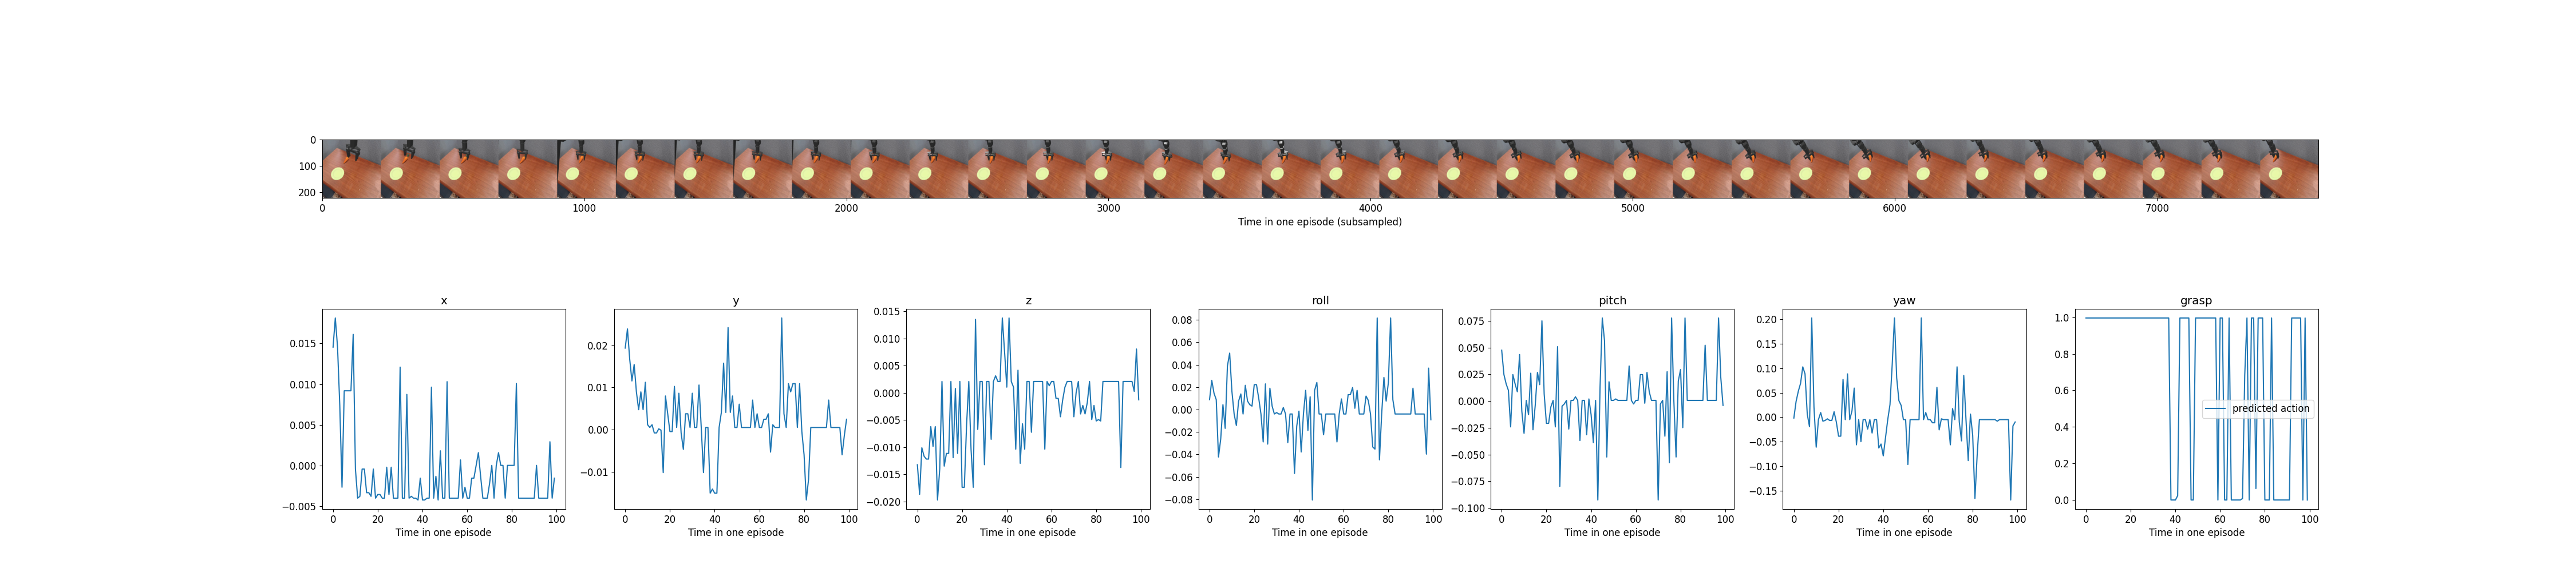 0
100
200
0 1000 2000 3000 4000 5000 6000 7000
Time in one episode (subsampled)
x y z roll pitch yaw grasp
0.015
0.010
0.005
0.000
−0.005
0 20 40 60 80 100
Time in one episode
0.02
0.01
0.00
−0.01
0 20 40 60 80 100
Time in one episode
0.015
0.010
0.005
0.000
−0.005
−0.010
−0.015
−0.020
0 20 40 60 80 100
Time in one episode
0.08
0.06
0.04
0.02
0.00
−0.02
−0.04
−0.06
−0.08
0 20 40 60 80 100
Time in one episode
0.075
0.050
0.025
0.000
−0.025
−0.050
−0.075
−0.100
0 20 40 60 80 100
Time in one episode
0.20
0.15
0.10
0.05
0.00
−0.05
−0.10
−0.15
0 20 40 60 80 100
Time in one episode
1.0
0.8
0.6
0.4
0.2
0.0
predicted action
0 20 40 60 80 100
Time in one episode